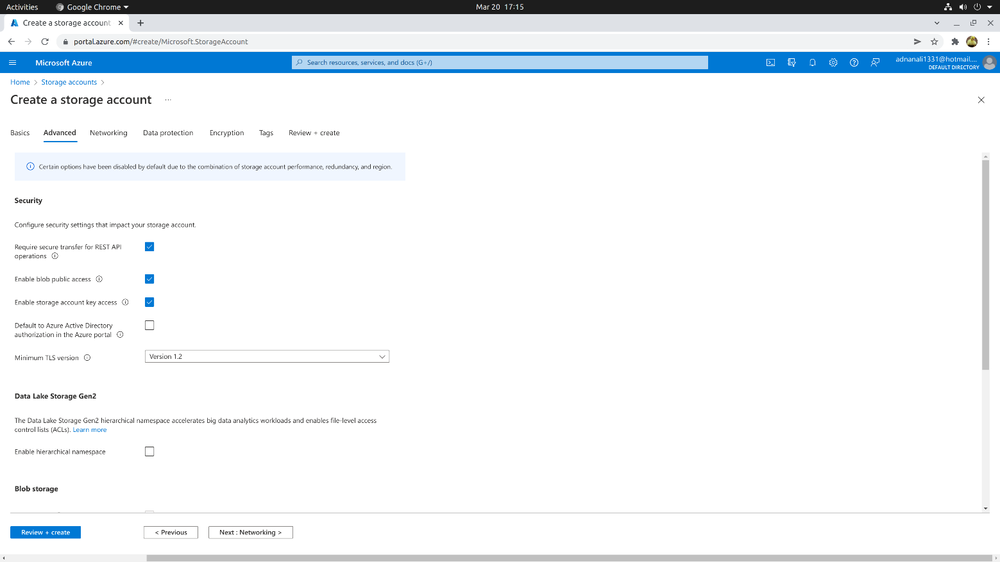 Activities
Google Chrome
Mar 20 17:15
Create a storage account
portal.azure.com/#create/Microsoft.StorageAccount
Microsoft Azure
Search resources, services, and docs (G+/)
adnanali1331@hotmail....
DEFAULT DIRECTORY
Home > Storage accounts >
Create a storage account ...
Basics
Advanced
Networking
Data protection
Encryption
Tags
Review + create
Certain options have been disabled by default due to the combination of storage account performance, redundancy, and region.
Security
Configure security settings that impact your storage account.
Require secure transfer for REST API
operations
Enable blob public access
Enable storage account key access
Default to Azure Active Directory
authorization in the Azure portal
Minimum TLS version
Version 1.2
Data Lake Storage Gen2
The Data Lake Storage Gen2 hierarchical namespace accelerates big data analytics workloads and enables file-level access
control lists (ACLs). Learn more
Enable hierarchical namespace
Blob storage
Review + create
< Previous
Next : Networking >